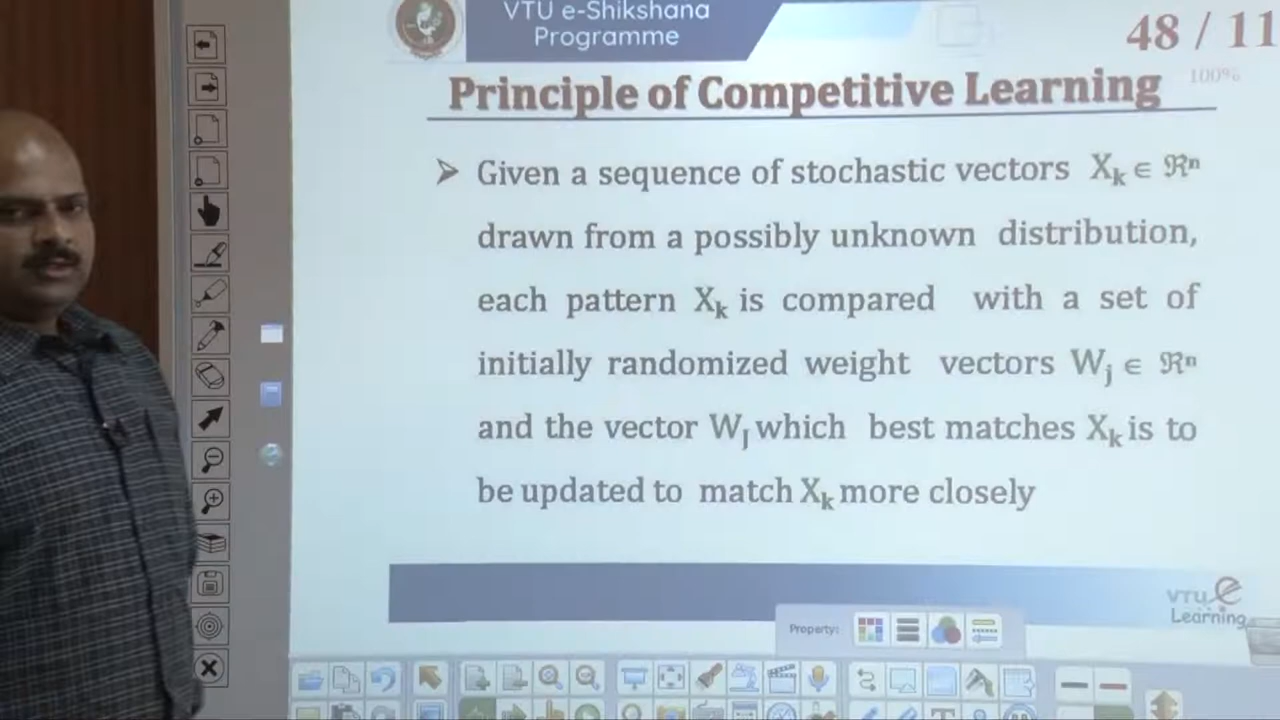 VTU e-Shikshana
Programme
48 / 11
100%
Principle of Competitive Learning
➤ Given a sequence of stochastic vectors Xₖ ∈ ℜⁿ
drawn from a possibly unknown distribution,
each pattern Xₖ is compared with a set of
initially randomized weight vectors Wⱼ ∈ ℜⁿ
and the vector W_J which best matches Xₖ is to
be updated to match Xₖ more closely
VTU e
Learning
Property: